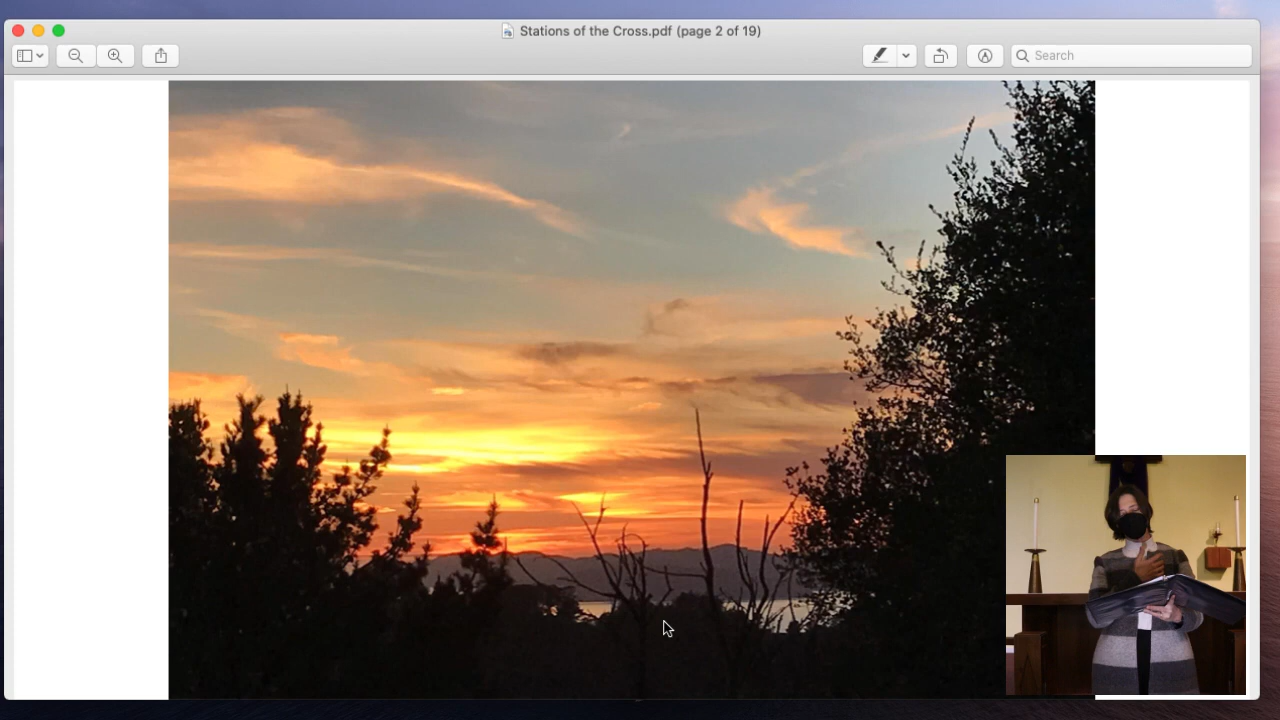 Stations of the Cross.pdf (page 2 of 19)
Search